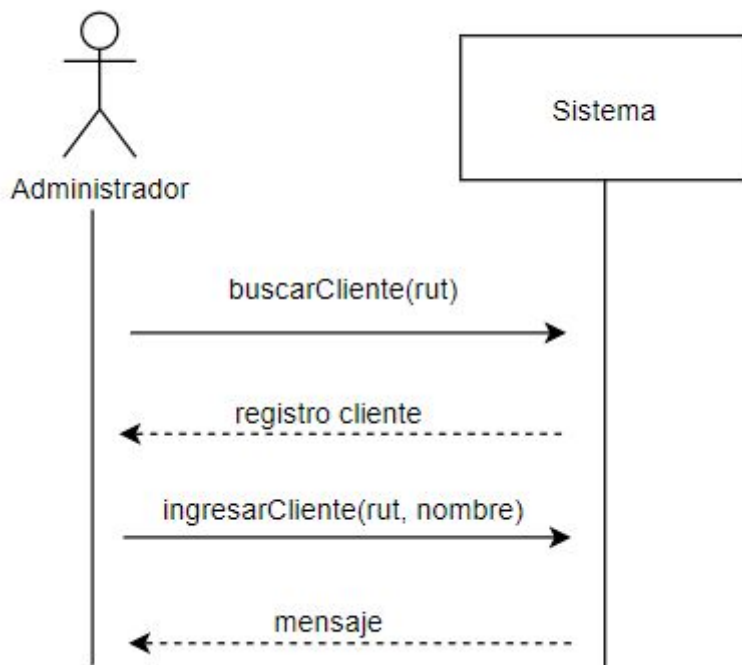 Sistema
Administrador
buscarCliente(rut)
registro cliente
ingresarCliente(rut, nombre)
mensaje